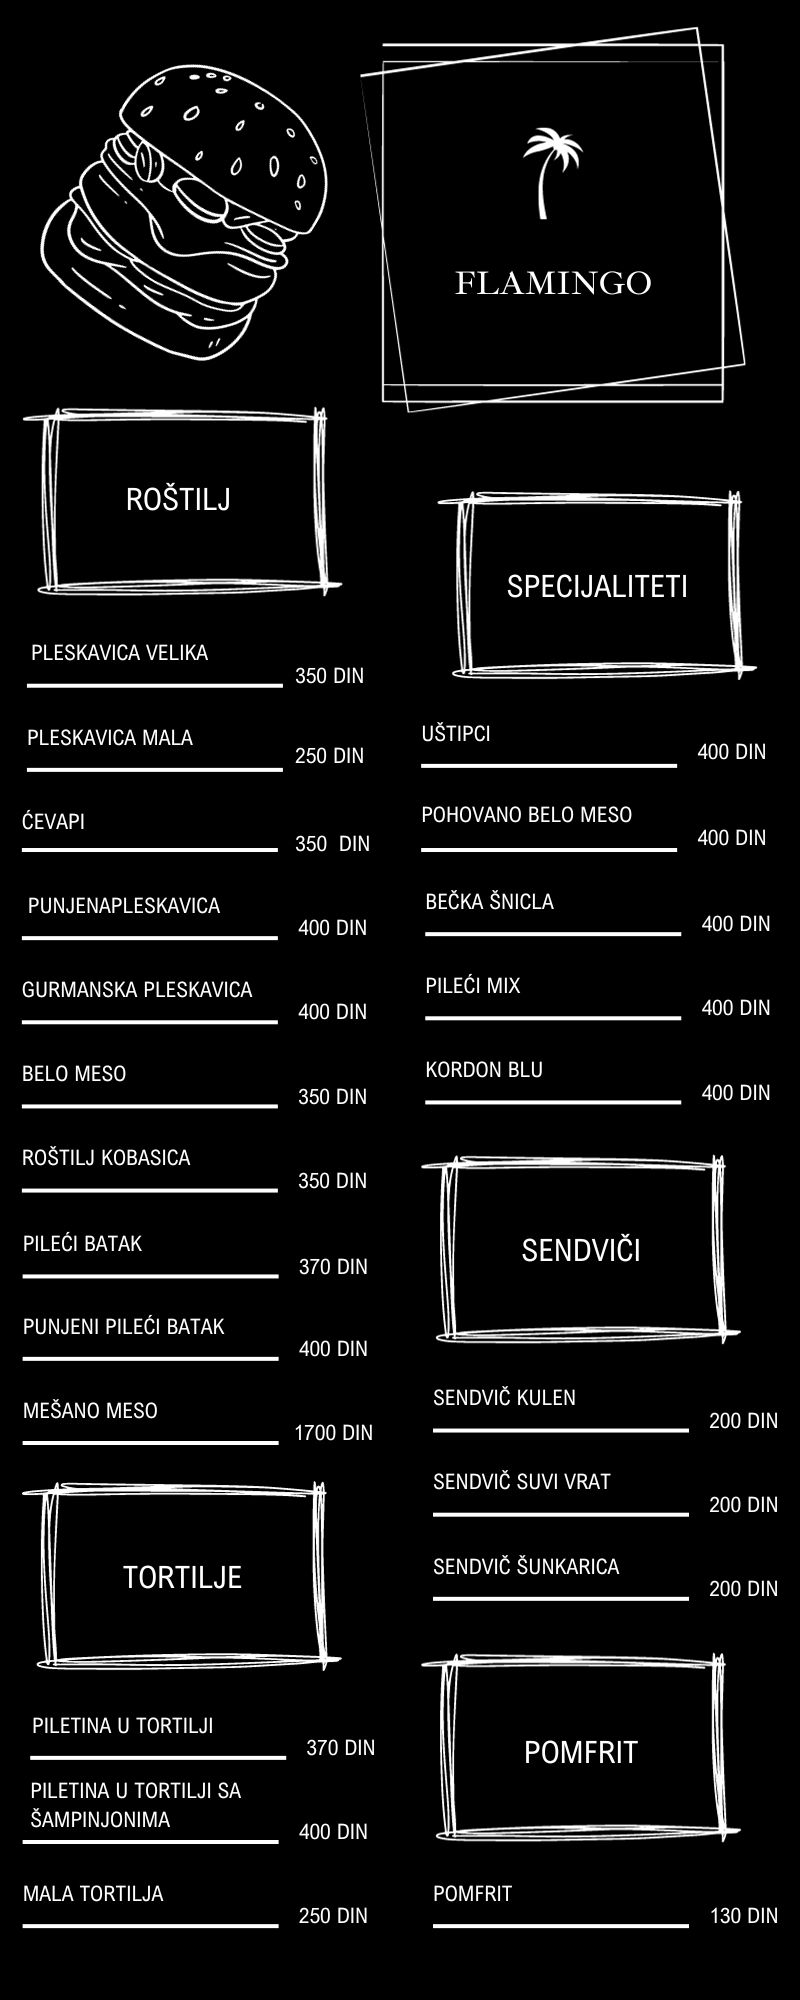 FLAMINGO
ROŠTILJ
PLESKAVICA VELIKA
350 DIN
PLESKAVICA MALA
250 DIN
ĆEVAPI
350 DIN
PUNJENAPLESKAVICA
400 DIN
GURMANSKA PLESKAVICA
400 DIN
BELO MESO
350 DIN
ROŠTILJ KOBASICA
350 DIN
PILEĆI BATAK
370 DIN
PUNJENI PILEĆI BATAK
400 DIN
MEŠANO MESO
1700 DIN
TORTILJE
PILETINA U TORTILJI
370 DIN
PILETINA U TORTILJI SA
ŠAMPINJONIMA
400 DIN
MALA TORTILJA
250 DIN
SPECIJALITETI
UŠTIPCI
400 DIN
POHOVANO BELO MESO
400 DIN
BEČKA ŠNICLA
400 DIN
PILEĆI MIX
400 DIN
KORDON BLU
400 DIN
SENDVIČI
SENDVIČ KULEN
200 DIN
SENDVIČ SUVI VRAT
200 DIN
SENDVIČ ŠUNKARICA
200 DIN
POMFRIT
POMFRIT
130 DIN